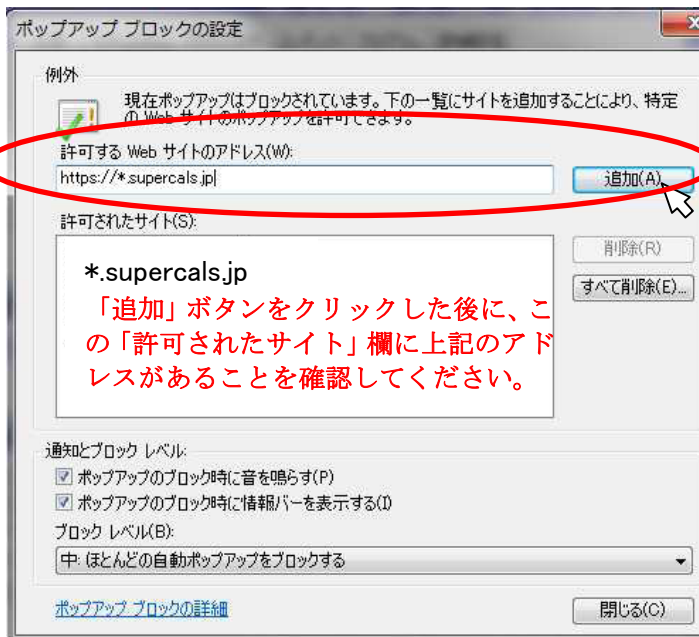 ポップアップ ブロックの設定
例外
現在ポップアップはブロックされています。下の一覧にサイトを追加することにより、特定
の Web サイトのポップアップを許可できます。
許可する Web サイトのアドレス(W):
https://*.supercals.jp
追加(A)
許可されたサイト(S):
削除(R)
*.supercals.jp
すべて削除(E)...
「追加」ボタンをクリックした後に、こ
の「許可されたサイト」欄に上記のアド
レスがあることを確認してください。
通知とブロック レベル:
ポップアップのブロック時に音を鳴らす(P)
ポップアップのブロック時に情報バーを表示する(I)
ブロック レベル(B):
中: ほとんどの自動ポップアップをブロックする
ポップアップ ブロックの詳細
閉じる(C)